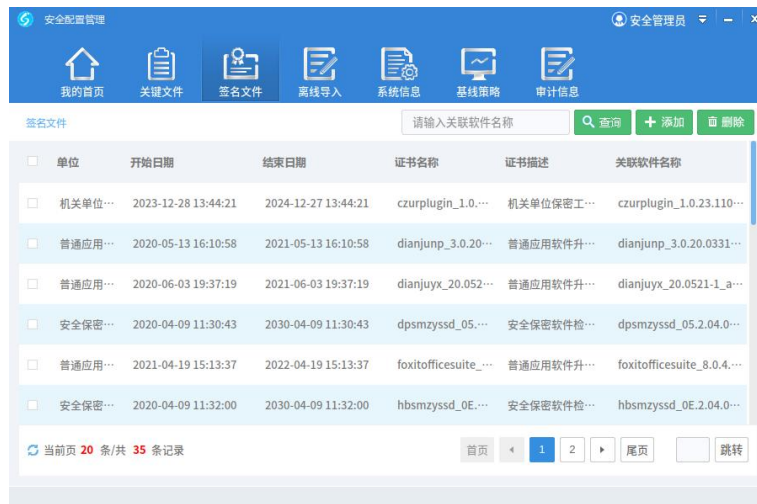 安全配置管理 安全管理员
我的首页 关键文件 签名文件 离线导入 系统信息 基线策略 审计信息
签名文件 请输入关联软件名称 查询 添加 删除
单位 开始日期 结束日期 证书名称 证书描述 关联软件名称
机关单位… 2023-12-28 13:44:21 2024-12-27 13:44:21 czurplugin_1.0.… 机关单位保密工… czurplugin_1.0.23.110…
普通应用… 2020-05-13 16:10:58 2021-05-13 16:10:58 dianjunp_3.0.20… 普通应用软件升… dianjunp_3.0.20.0331…
普通应用… 2020-06-03 19:37:19 2021-06-03 19:37:19 dianjuyx_20.052… 普通应用软件升… dianjuyx_20.0521-1_a…
安全保密… 2020-04-09 11:30:43 2030-04-09 11:30:43 dpsmzyssd_05.… 安全保密软件检… dpsmzyssd_05.2.04.0…
普通应用… 2021-04-19 15:13:37 2022-04-19 15:13:37 foxitofficesuite_… 普通应用软件升… foxitofficesuite_8.0.4.…
安全保密… 2020-04-09 11:32:00 2030-04-09 11:32:00 hbsmzyssd_0E.… 安全保密软件检… hbsmzyssd_0E.2.04.0…
当前页 20 条/共 35 条记录 首页 1 2 尾页 跳转